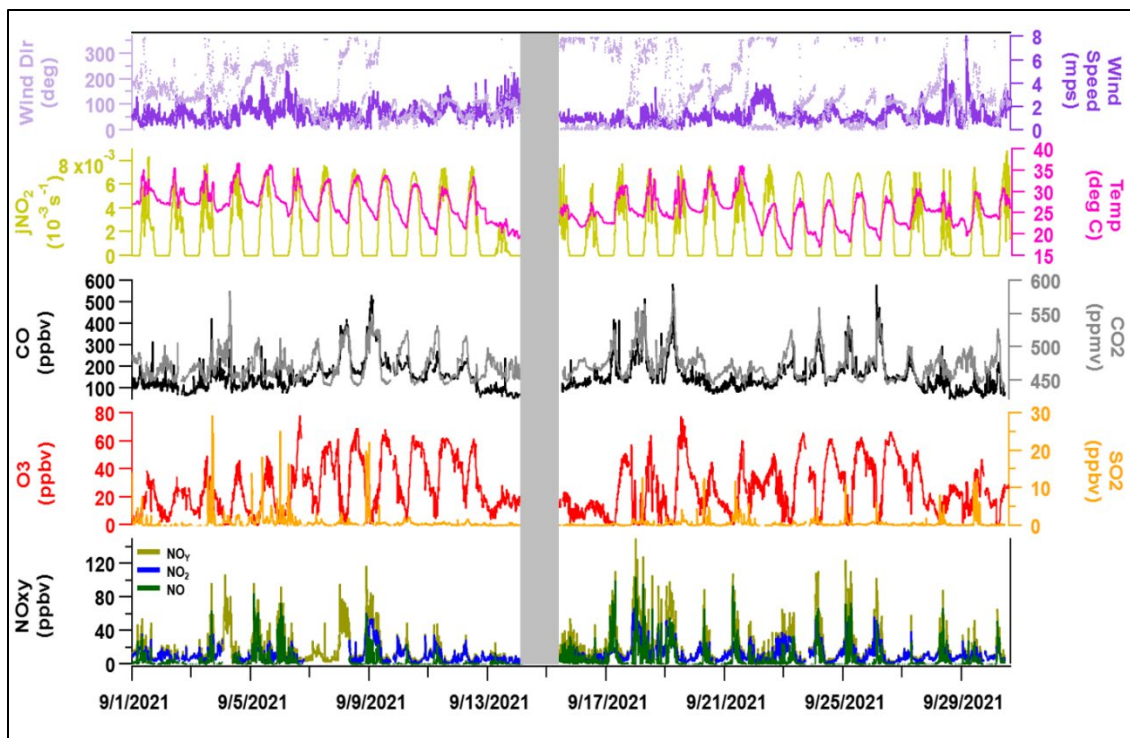 Wind Dir
(deg)
300
200
100
0
8
6
4
2
0
Wind
Speed
(mps)
jNO2
(10-3 s-1)
8 x10-3
6
4
2
0
40
35
30
25
20
15
Temp
(deg C)
CO
(ppbv)
600
500
400
300
200
100
600
550
500
450
CO2
(ppmv)
O3
(ppbv)
80
60
40
20
0
30
20
10
0
SO2
(ppbv)
NOxy
(ppbv)
120
80
40
0
NOY
NO2
NO
9/1/2021 9/5/2021 9/9/2021 9/13/2021 9/17/2021 9/21/2021 9/25/2021 9/29/2021